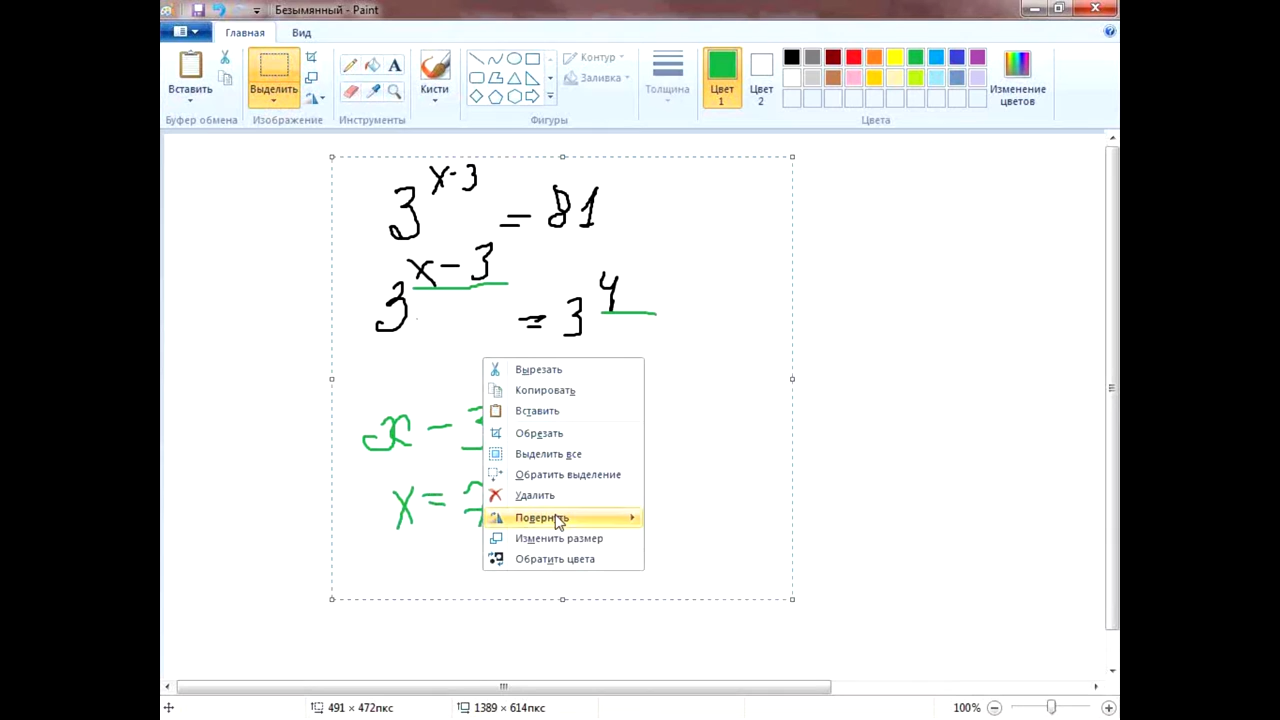 Безымянный - Paint
Главная Вид
Вставить
Выделить
Кисти
Контур
Заливка
Толщина
Цвет 1
Цвет 2
Изменение цветов
Буфер обмена
Изображение
Инструменты
Фигуры
Цвета
3^(x-3) = 81
3^(x-3) = 3^4
Вырезать
Копировать
Вставить
Обрезать
Выделить все
Обратить выделение
Удалить
Повернуть
Изменить размер
Обратить цвета
x - 3
x =
491 × 472пкс
1389 × 614пкс
100%